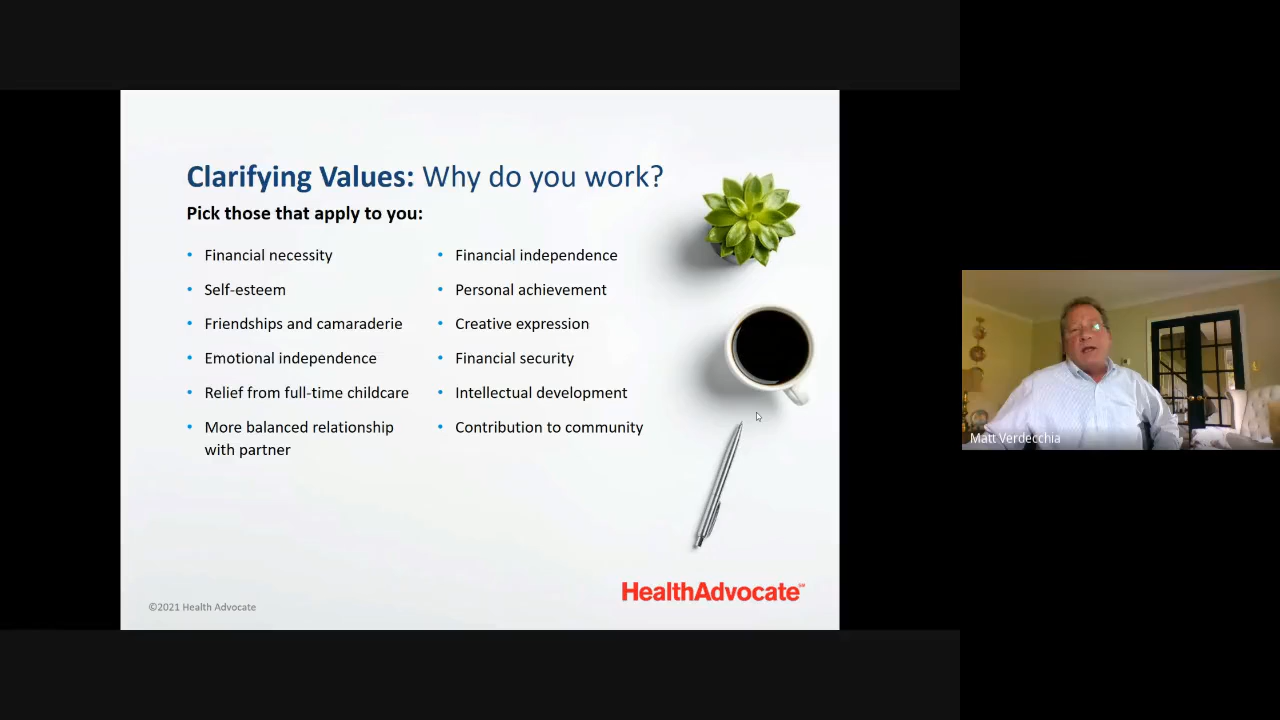 Clarifying Values: Why do you work?
Pick those that apply to you:
• Financial necessity
• Self-esteem
• Friendships and camaraderie
• Emotional independence
• Relief from full-time childcare
• More balanced relationship
with partner
• Financial independence
• Personal achievement
• Creative expression
• Financial security
• Intellectual development
• Contribution to community
HealthAdvocate℠
©2021 Health Advocate
Matt Verdecchia